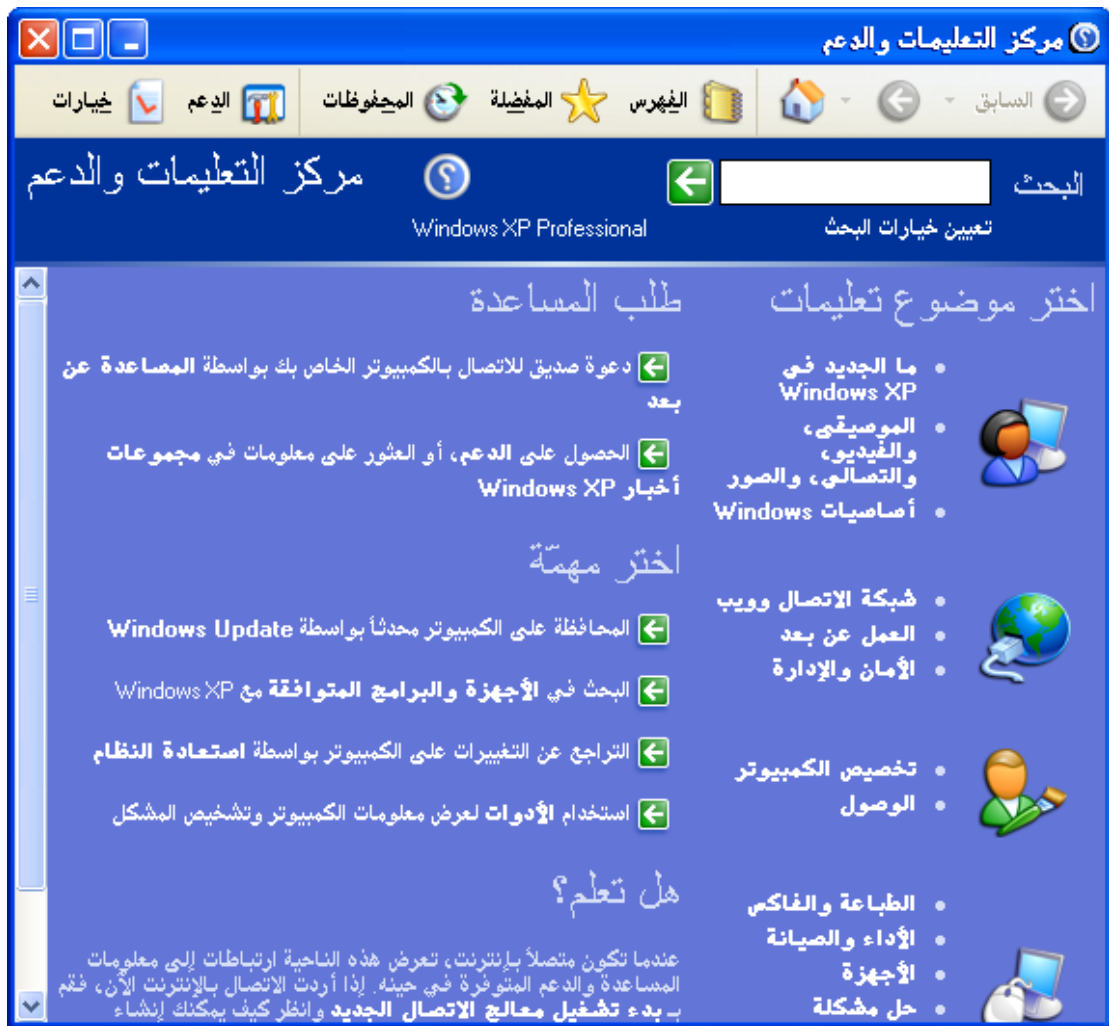 مركز التعليمات والدعم
السابق
الفهرس
المفضلة
المحفوظات
الدعم
خيارات
البحث
تعيين خيارات البحث
مركز التعليمات والدعم
Windows XP Professional
اختر موضوع تعليمات
ما الجديد في
Windows XP
الموسيقى،
والفيديو،
والتصالي، والصور
أساسيات Windows
شبكة الاتصال وويب
العمل عن بعد
الأمان والإدارة
تخصيص الكمبيوتر
الوصول
الطباعة والفاكس
الأداء والصيانة
الأجهزة
حل مشكلة
طلب المساعدة
دعوة صديق للاتصال بالكمبيوتر الخاص بك بواسطة المساعدة عن
بعد
الحصول على الدعم، أو العثور على معلومات في مجموعات
أخبار Windows XP
اختر مهمّة
المحافظة على الكمبيوتر محدثاً بواسطة Windows Update
البحث في الأجهزة والبرامج المتوافقة مع Windows XP
التراجع عن التغييرات على الكمبيوتر بواسطة استعادة النظام
استخدام الأدوات لعرض معلومات الكمبيوتر وتشخيص المشكل
هل تعلم؟
عندما تكون متصلاً بإنترنت، تعرض هذه الناحية ارتباطات إلى معلومات
المساعدة والدعم المتوفرة في حينه. إذا أردت الاتصال بالإنترنت الآن، فقم
بـ بدء تشغيل معالج الاتصال الجديد وانظر كيف يمكنك إنشاء